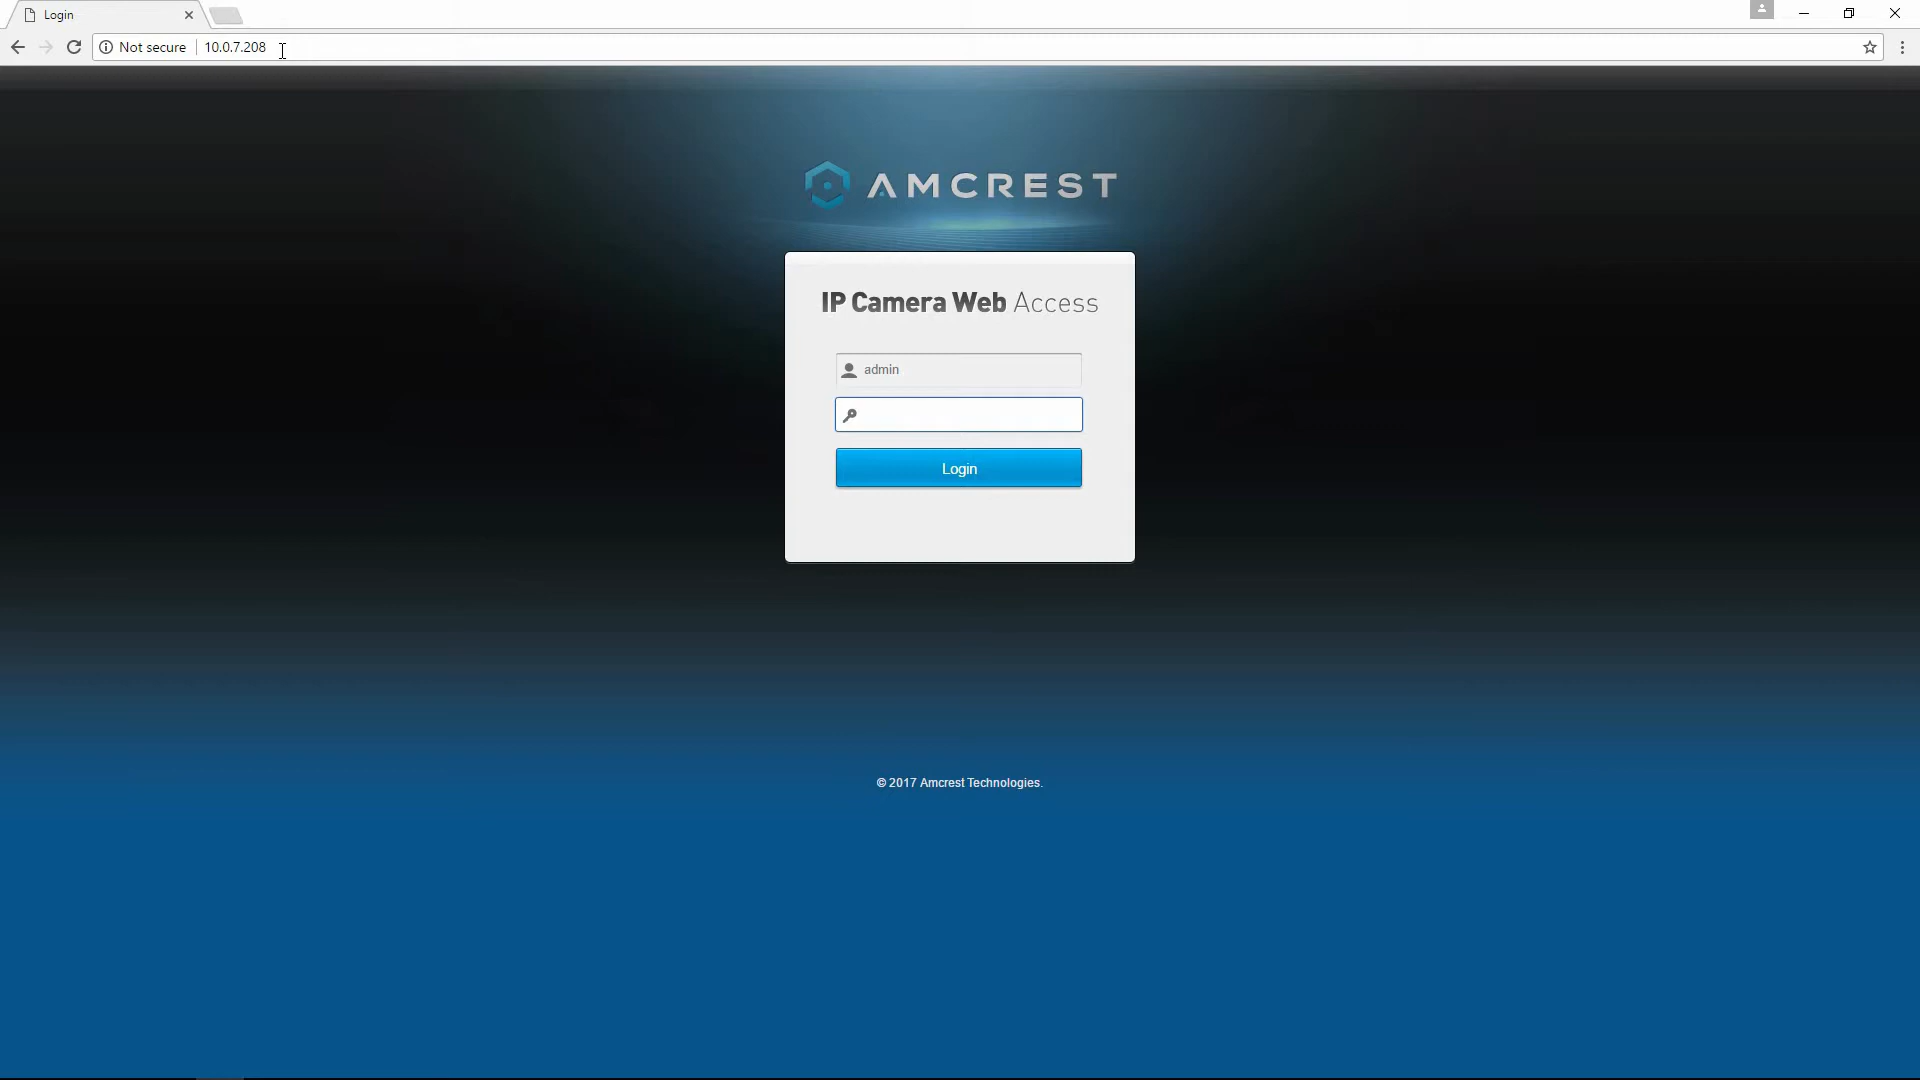 Login
Not secure 10.0.7.208
AMCREST
IP Camera Web Access
admin
Login
© 2017 Amcrest Technologies.